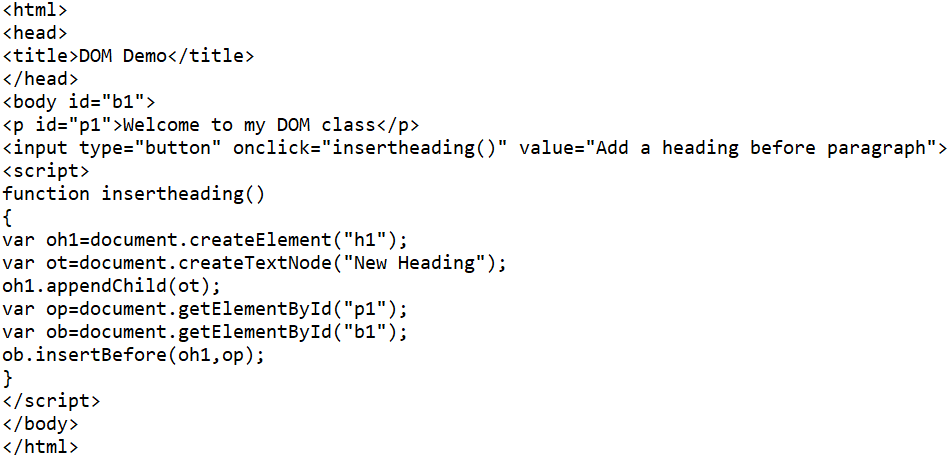 <html>
<head>
<title>DOM Demo</title>
</head>
<body id="b1">
<p id="p1">Welcome to my DOM class</p>
<input type="button" onclick="insertheading()" value="Add a heading before paragraph">
<script>
function insertheading()
{
var oh1=document.createElement("h1");
var ot=document.createTextNode("New Heading");
oh1.appendChild(ot);
var op=document.getElementById("p1");
var ob=document.getElementById("b1");
ob.insertBefore(oh1,op);
}
</script>
</body>
</html>